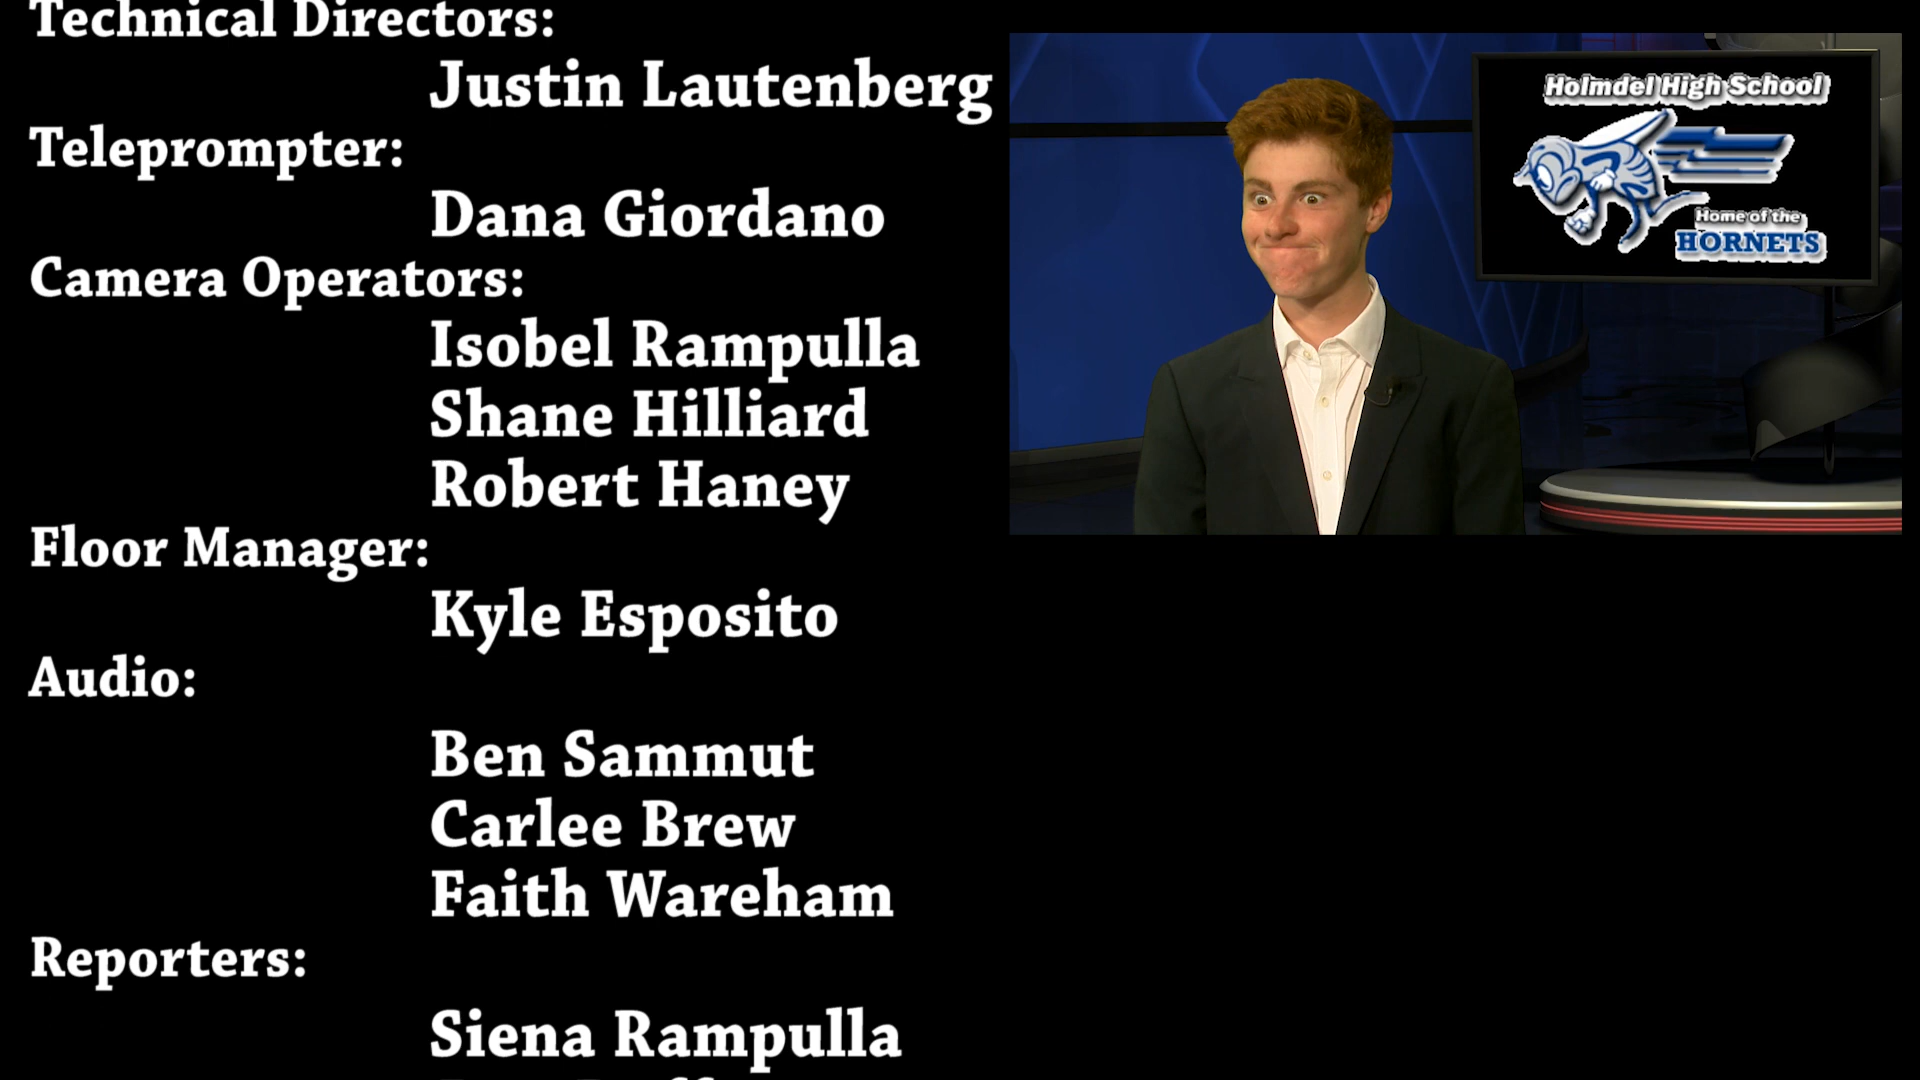 Technical Directors:
Justin Lautenberg
Teleprompter:
Dana Giordano
Camera Operators:
Isobel Rampulla
Shane Hilliard
Robert Haney
Floor Manager:
Kyle Esposito
Audio:
Ben Sammut
Carlee Brew
Faith Wareham
Reporters:
Siena Rampulla
Holmdel High School
Home of the
HORNETS